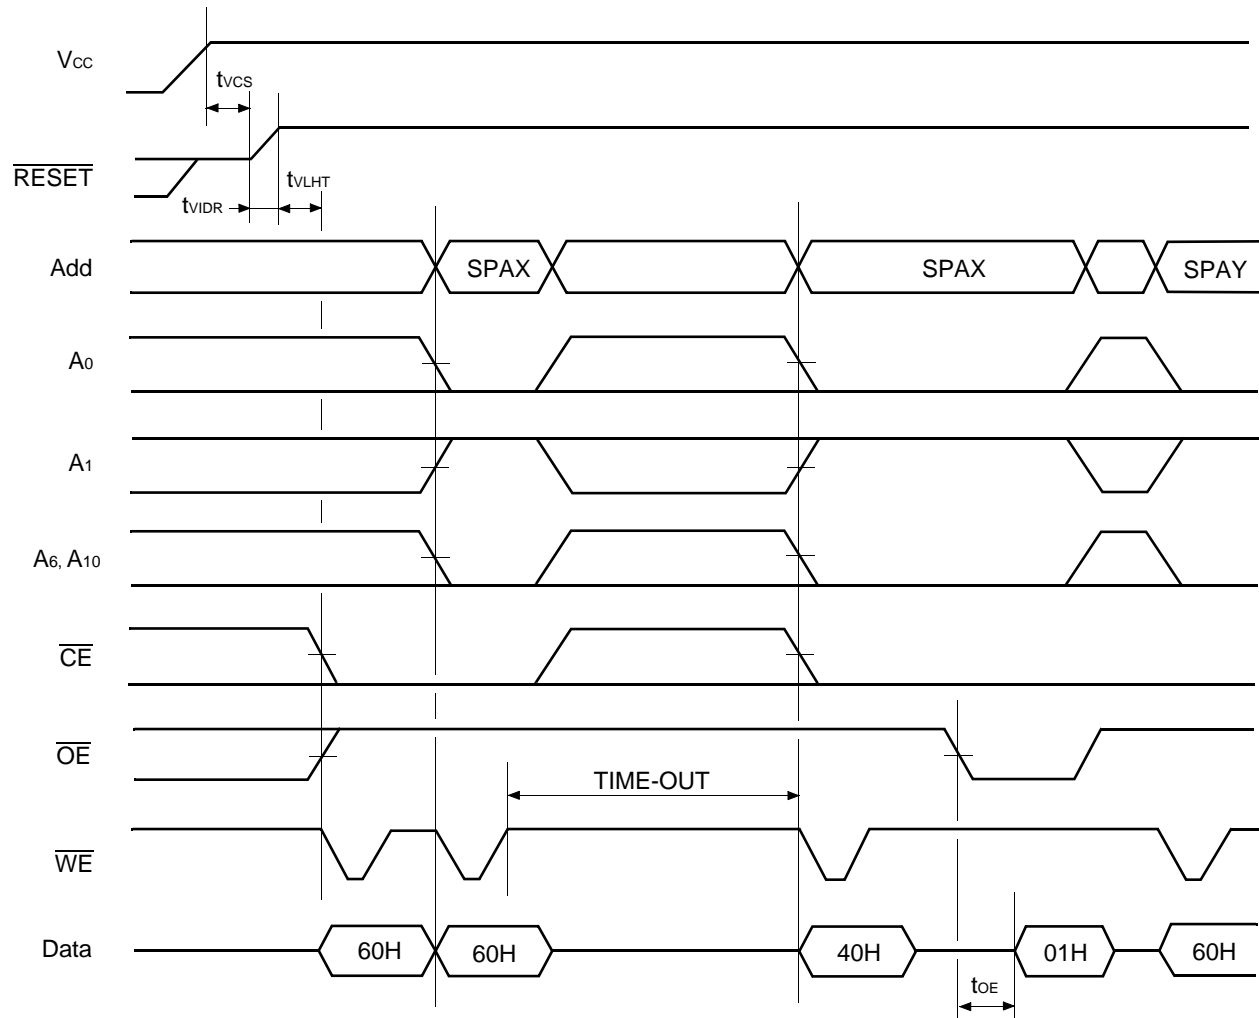 VCC
tVCS
RESET
tVIDR
tVLHT
Add
SPAX
SPAX
SPAY
A0
A1
A6, A10
CE
OE
TIME-OUT
WE
Data
60H
60H
40H
01H
60H
tOE